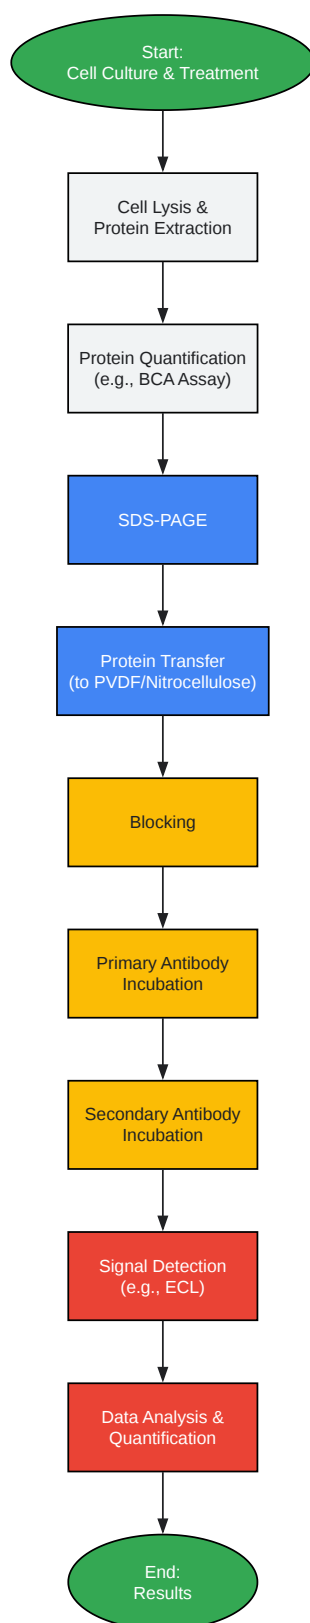 Start:
Cell Culture & Treatment
Cell Lysis &
Protein Extraction
Protein Quantification
(e.g., BCA Assay)
SDS-PAGE
Protein Transfer
(to PVDF/Nitrocellulose)
Blocking
Primary Antibody
Incubation
Secondary Antibody
Incubation
Signal Detection
(e.g., ECL)
Data Analysis &
Quantification
End:
Results